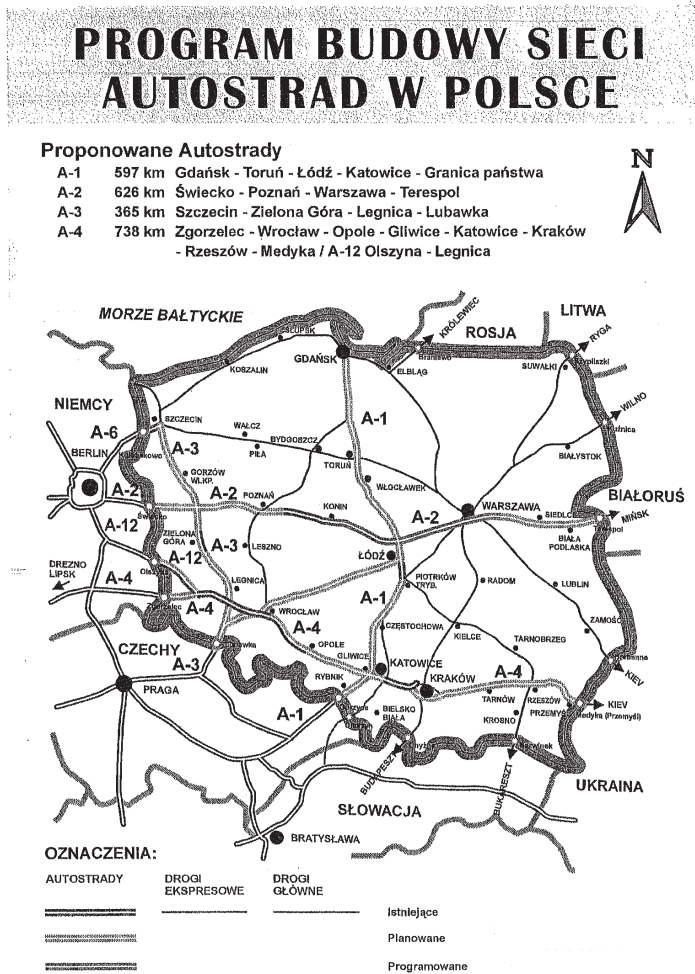 PROGRAM BUDOWY SIECI
AUTOSTRAD W POLSCE
Proponowane Autostrady
A-1 597 km Gdańsk - Toruń - Łódź - Katowice - Granica państwa
A-2 626 km Świecko - Poznań - Warszawa - Terespol
A-3 365 km Szczecin - Zielona Góra - Legnica - Lubawka
A-4 738 km Zgorzelec - Wrocław - Opole - Gliwice - Katowice - Kraków
- Rzeszów - Medyka / A-12 Olszyna - Legnica
N
MORZE BAŁTYCKIE
SŁUPSK
KRÓLEWIEC
ROSJA
LITWA
RYGA
GDAŃSK
KOSZALIN
ELBLĄG
SUWAŁKI
NIEMCY
WILNO
SZCZECIN
A-6
WAŁCZ
A-1
BERLIN
A-3
PIŁA
BYDGOSZCZ
TORUŃ
BIAŁYSTOK
GORZÓW
WLKP.
WŁOCŁAWEK
A-2
A-2
POZNAŃ
BIAŁORUŚ
Świecko
KONIN
A-2
WARSZAWA
SIEDLCE
MIŃSK
Terespol
A-12
BIAŁA
PODLASKA
ZIELONA
GÓRA
A-3
LESZNO
ŁÓDŹ
A-12
DREZNO
LIPSK
A-4
LEGNICA
A-1
PIOTRKÓW
TRYB.
RADOM
LUBLIN
Zgorzelec
A-4
WROCŁAW
A-4
CZĘSTOCHOWA
KIELCE
ZAMOŚĆ
CZECHY
OPOLE
TARNOBRZEG
A-3
GLIWICE
KATOWICE
A-4
KIEV
PRAGA
RYBNIK
KRAKÓW
TARNÓW
RZESZÓW
KIEV
A-1
BIELSKO
BIAŁA
KROSNO
PRZEMYŚL
Medyka (Przemyśl)
BUDAPESZT
BUKARESZT
UKRAINA
SŁOWACJA
BRATYSŁAWA
OZNACZENIA:
AUTOSTRADY DROGI EKSPRESOWE DROGI GŁÓWNE
Istniejące
Planowane
Programowane